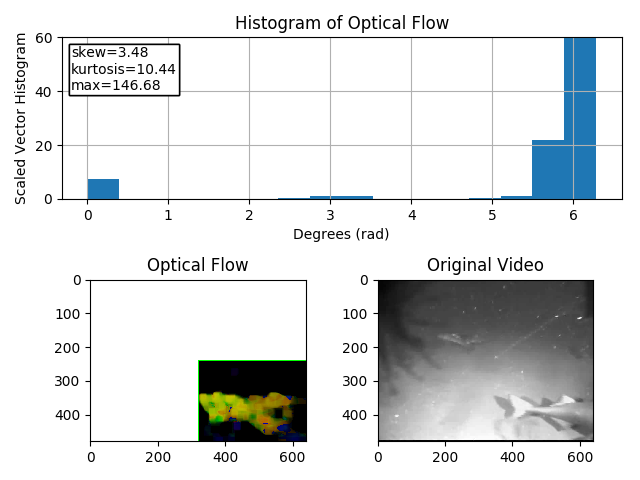 Histogram of Optical Flow
Scaled Vector Histogram
60
40
20
0
skew=3.48
kurtosis=10.44
max=146.68
0 1 2 3 4 5 6
Degrees (rad)
Optical Flow
0
100
200
300
400
0 200 400 600
Original Video
0
100
200
300
400
0 200 400 600